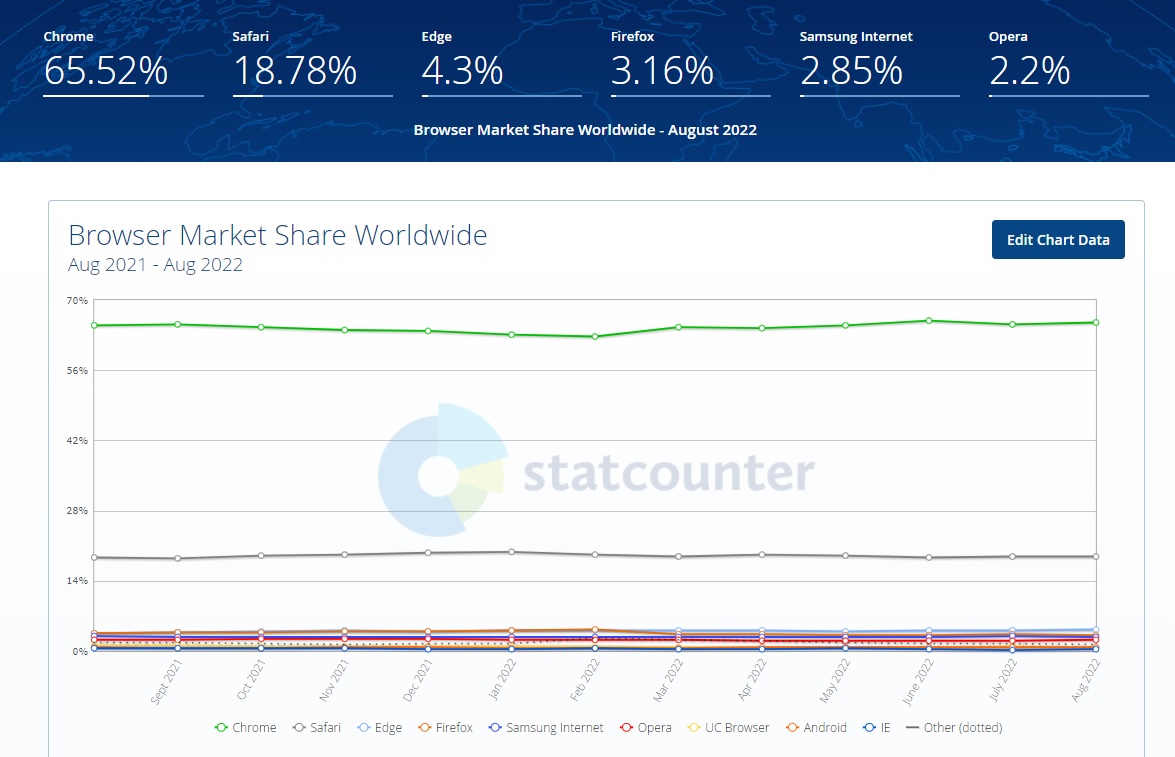 Chrome Safari Edge Firefox Samsung Internet Opera
65.52% 18.78% 4.3% 3.16% 2.85% 2.2%
Browser Market Share Worldwide - August 2022
Browser Market Share Worldwide
Edit Chart Data
Aug 2021 - Aug 2022
70%
56%
42%
statcounter
28%
14%
0%
Sept 2021 Oct 2021 Nov 2021 Dec 2021 Jan 2022 Feb 2022 Mar 2022 Apr 2022 May 2022 June 2022 July 2022 Aug 2022
Chrome Safari Edge Firefox Samsung Internet Opera UC Browser Android IE Other (dotted)